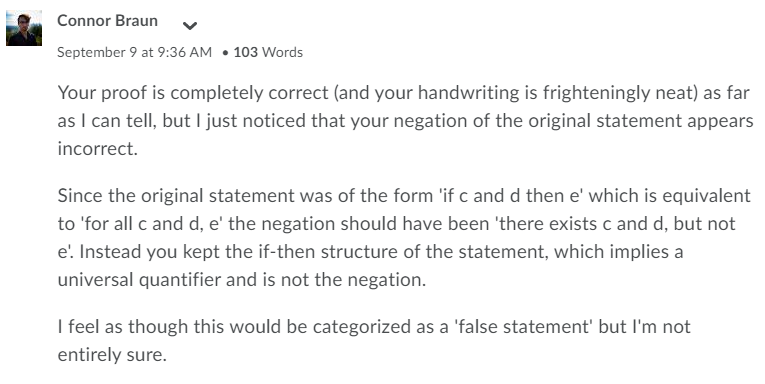 Connor Braun
September 9 at 9:36 AM • 103 Words
Your proof is completely correct (and your handwriting is frighteningly neat) as far
as I can tell, but I just noticed that your negation of the original statement appears
incorrect.
Since the original statement was of the form 'if c and d then e' which is equivalent
to 'for all c and d, e' the negation should have been 'there exists c and d, but not
e'. Instead you kept the if-then structure of the statement, which implies a
universal quantifier and is not the negation.
I feel as though this would be categorized as a 'false statement' but I'm not
entirely sure.